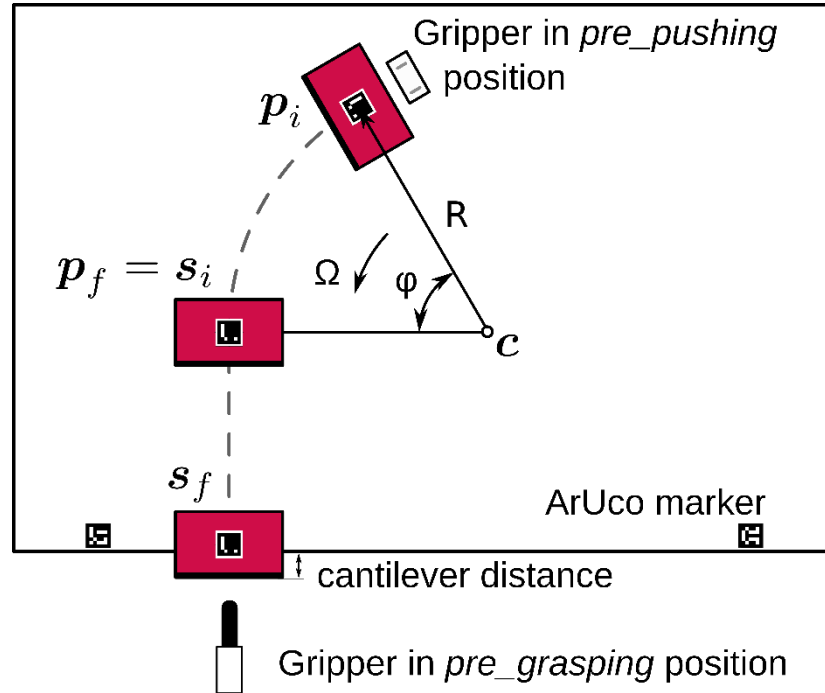 Gripper in pre_pushing
position
p_i
R
Ω
φ
p_f = s_i
c
s_f
ArUco marker
cantilever distance
Gripper in pre_grasping position